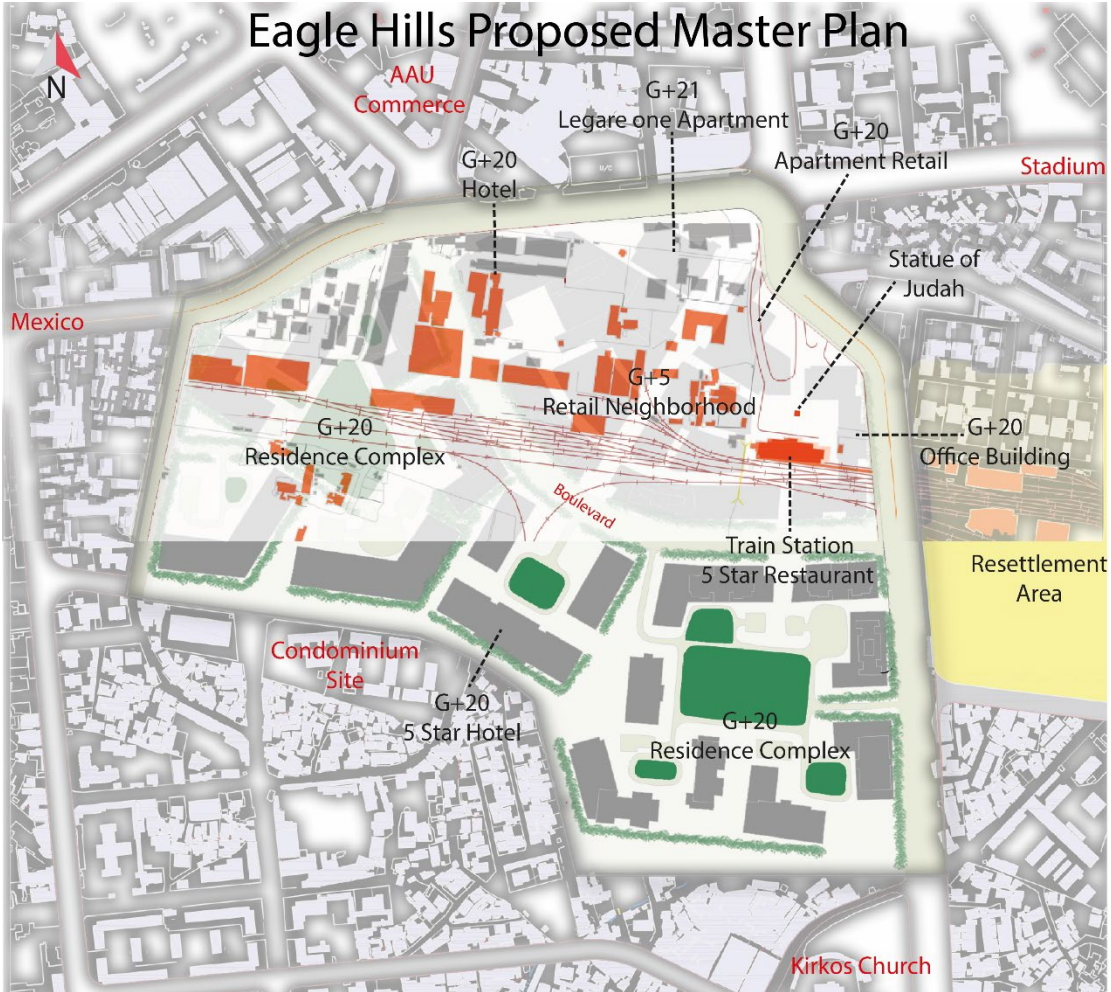 Eagle Hills Proposed Master Plan
N
AAU
Commerce
G+21
Legare one Apartment
G+20
Apartment Retail
G+20
Hotel
Stadium
Statue of
Judah
Mexico
G+5
Retail Neighborhood
G+20
Residence Complex
G+20
Office Building
Boulevard
Train Station
5 Star Restaurant
Resettlement
Area
Condominium
Site
G+20
5 Star Hotel
G+20
Residence Complex
Kirkos Church